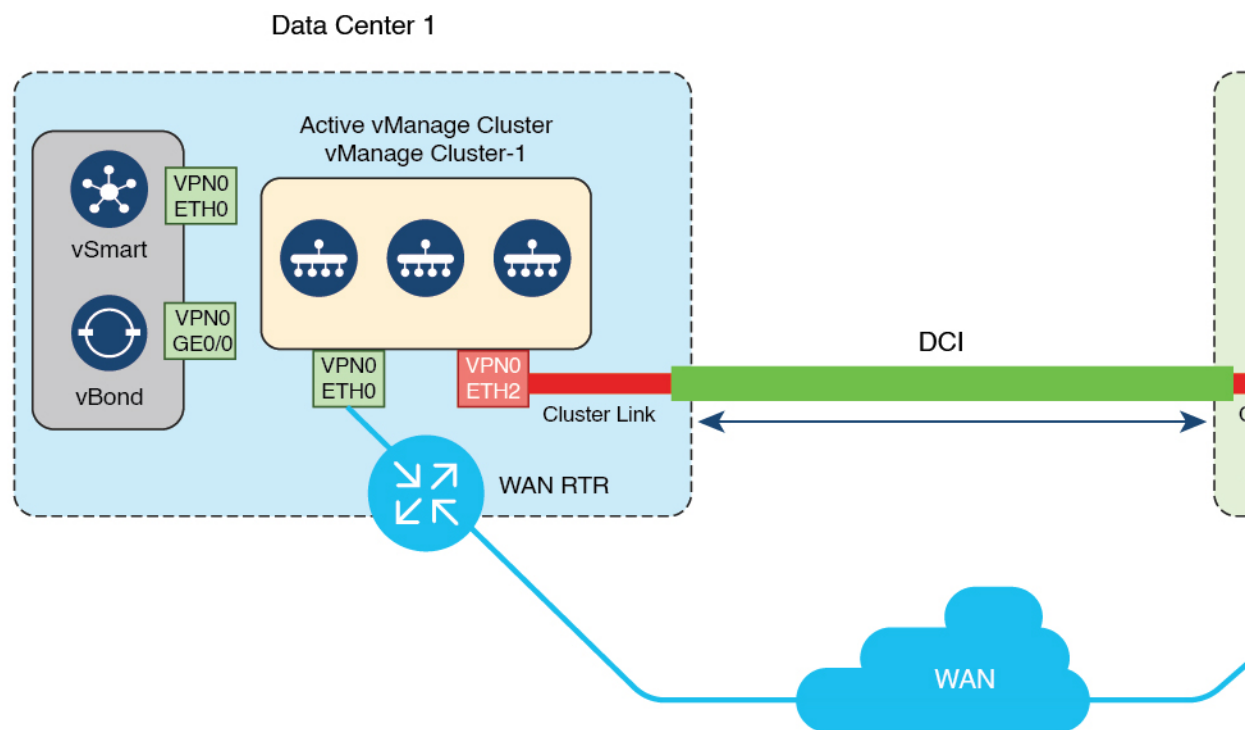 Data Center 1
Active vManage Cluster
vManage Cluster-1
VPN0
ETH0
vSmart
VPN0
GE0/0
vBond
VPN0
ETH0
VPN0
ETH2
Cluster Link
DCI
WAN RTR
WAN